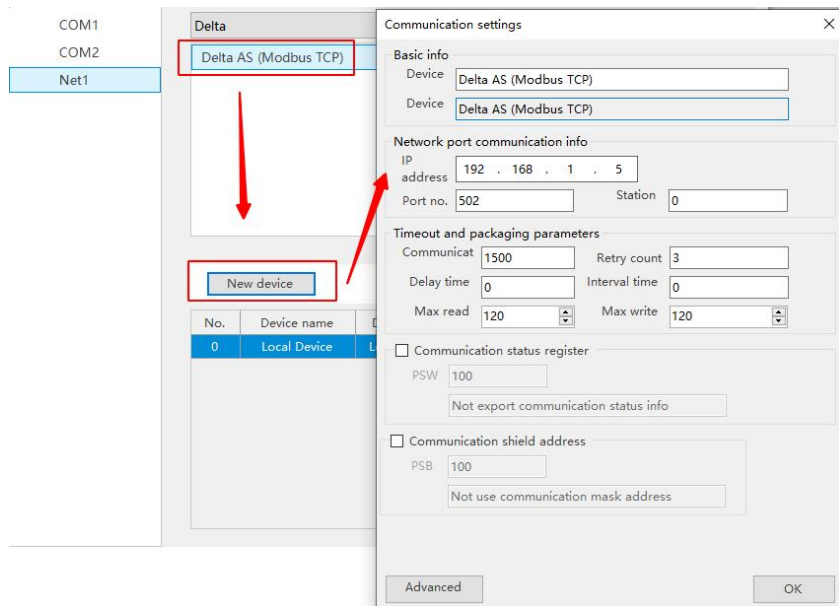 COM1
COM2
Net1
Delta
Delta AS (Modbus TCP)
New device
No. Device name
0 Local Device
Communication settings
Basic info
Device Delta AS (Modbus TCP)
Device Delta AS (Modbus TCP)
Network port communication info
IP
address 192 . 168 . 1 . 5
Port no. 502 Station 0
Timeout and packaging parameters
Communicat 1500 Retry count 3
Delay time 0 Interval time 0
Max read 120 Max write 120
Communication status register
PSW 100
Not export communication status info
Communication shield address
PSB 100
Not use communication mask address
Advanced OK